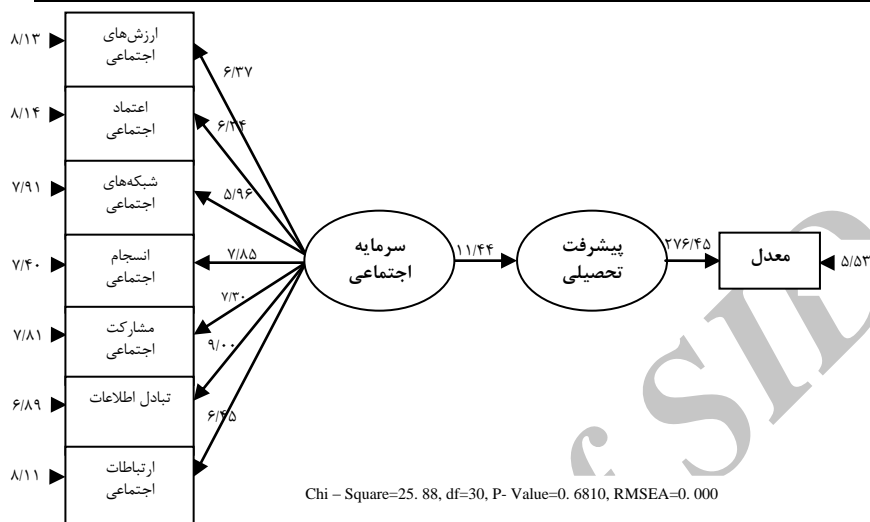 ۸/۱۳
ارزش‌های
اجتماعی
۶/۳۷
۸/۱۴
اعتماد
اجتماعی
۷/۹۱
شبکه‌های
اجتماعی
۵/۹۶
۷/۴۰
انسجام
اجتماعی
۷/۸۵
۷/۸۱
مشارکت
اجتماعی
۷/۳۰
۶/۸۹
تبادل اطلاعات
۹/۰۰
۸/۱۱
ارتباطات
اجتماعی
۶/۴۵
سرمایه
اجتماعی
۱۱/۴۴
پیشرفت
تحصیلی
۲۷۶/۴۵
معدل
۵/۵۳
Chi – Square=25. 88, df=30, P- Value=0. 6810, RMSEA=0. 000
f SID